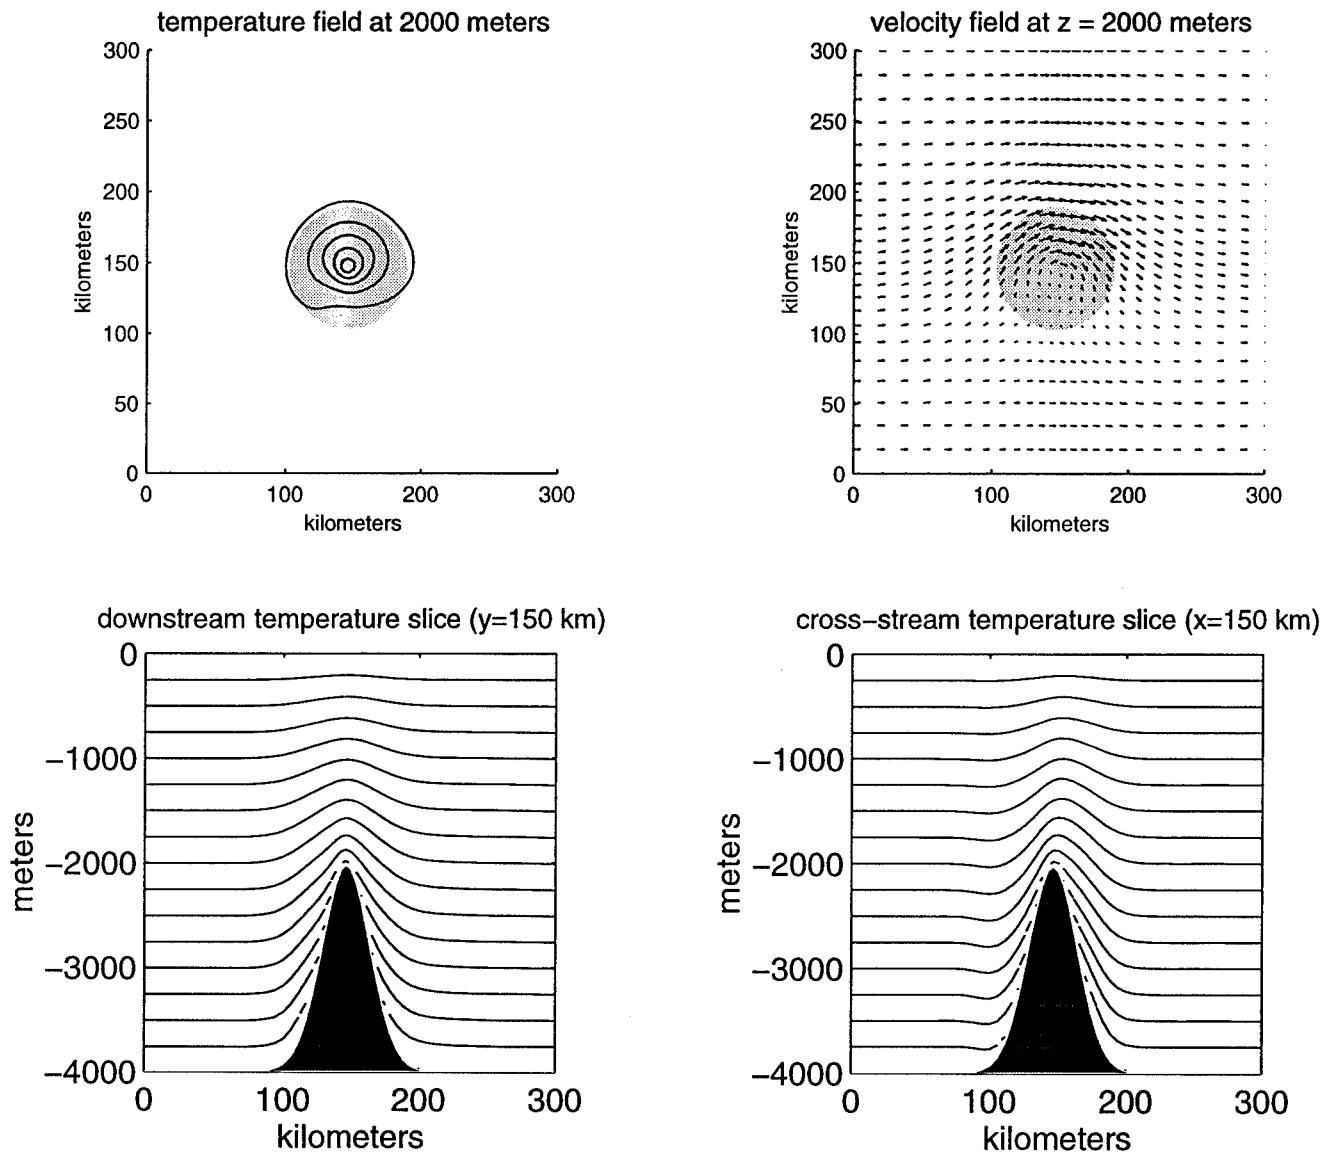 temperature field at 2000 meters
300
250
200
150
100
50
0
kilometers
0 100 200 300
kilometers
velocity field at z = 2000 meters
300
250
200
150
100
50
0
kilometers
0 100 200 300
kilometers
downstream temperature slice (y=150 km)
0
−1000
−2000
−3000
−4000
meters
0 100 200 300
kilometers
cross−stream temperature slice (x=150 km)
0
−1000
−2000
−3000
−4000
meters
0 100 200 300
kilometers